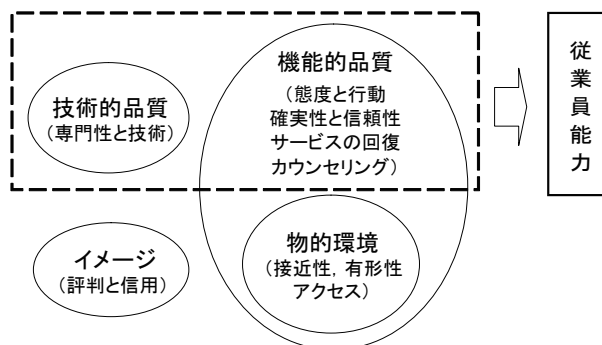 機能的品質
（態度と行動
確実性と信頼性
サービスの回復
カウンセリング）
技術的品質
（専門性と技術）
イメージ
（評判と信用）
物的環境
（接近性，有形性
アクセス）
従業員能力